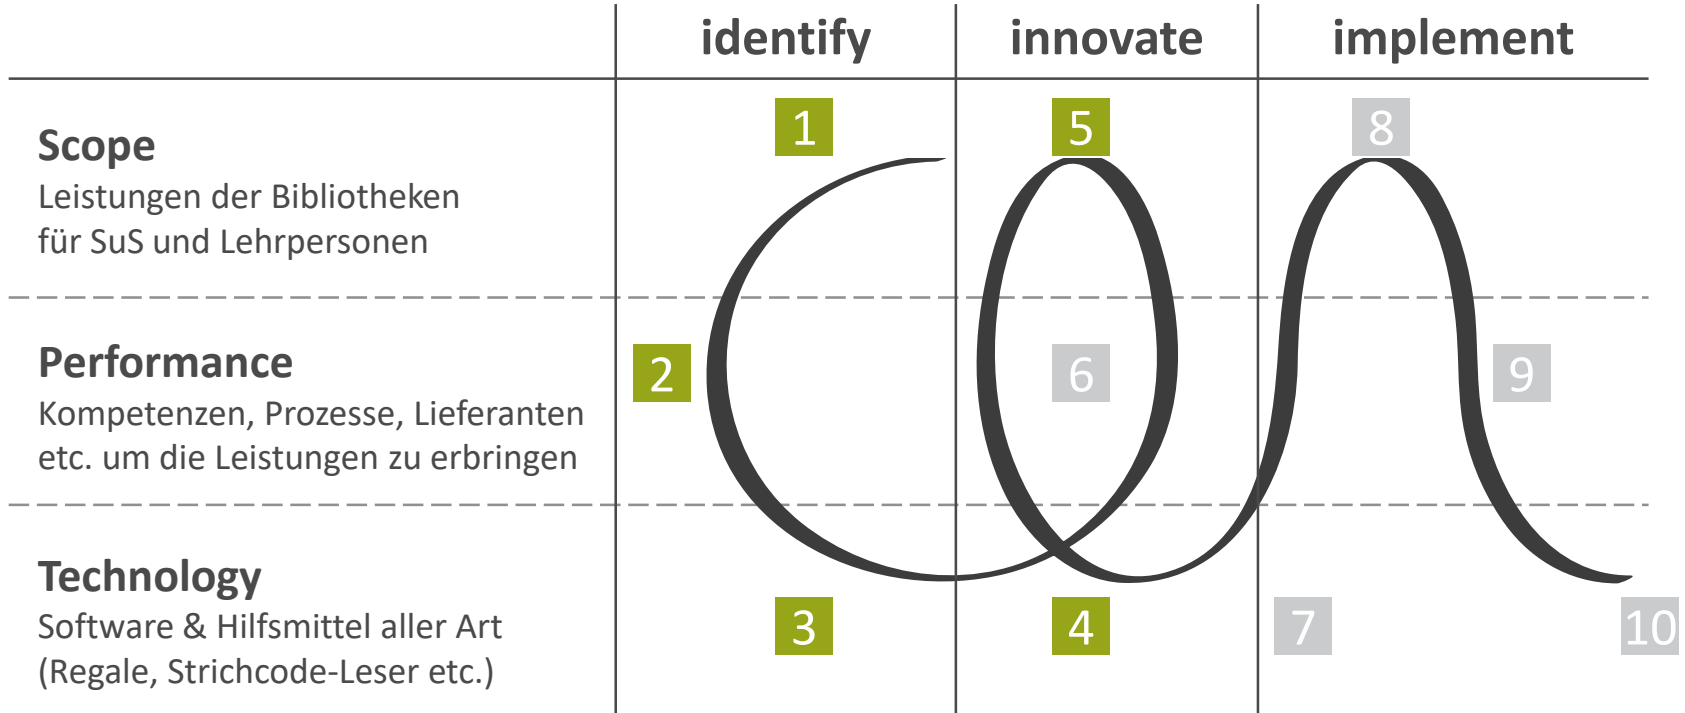 identify innovate implement
1 5 8
Scope
Leistungen der Bibliotheken
für SuS und Lehrpersonen
Performance
2 6 9
Kompetenzen, Prozesse, Lieferanten
etc. um die Leistungen zu erbringen
Technology
Software & Hilfsmittel aller Art
3 4 7 10
(Regale, Strichcode-Leser etc.)